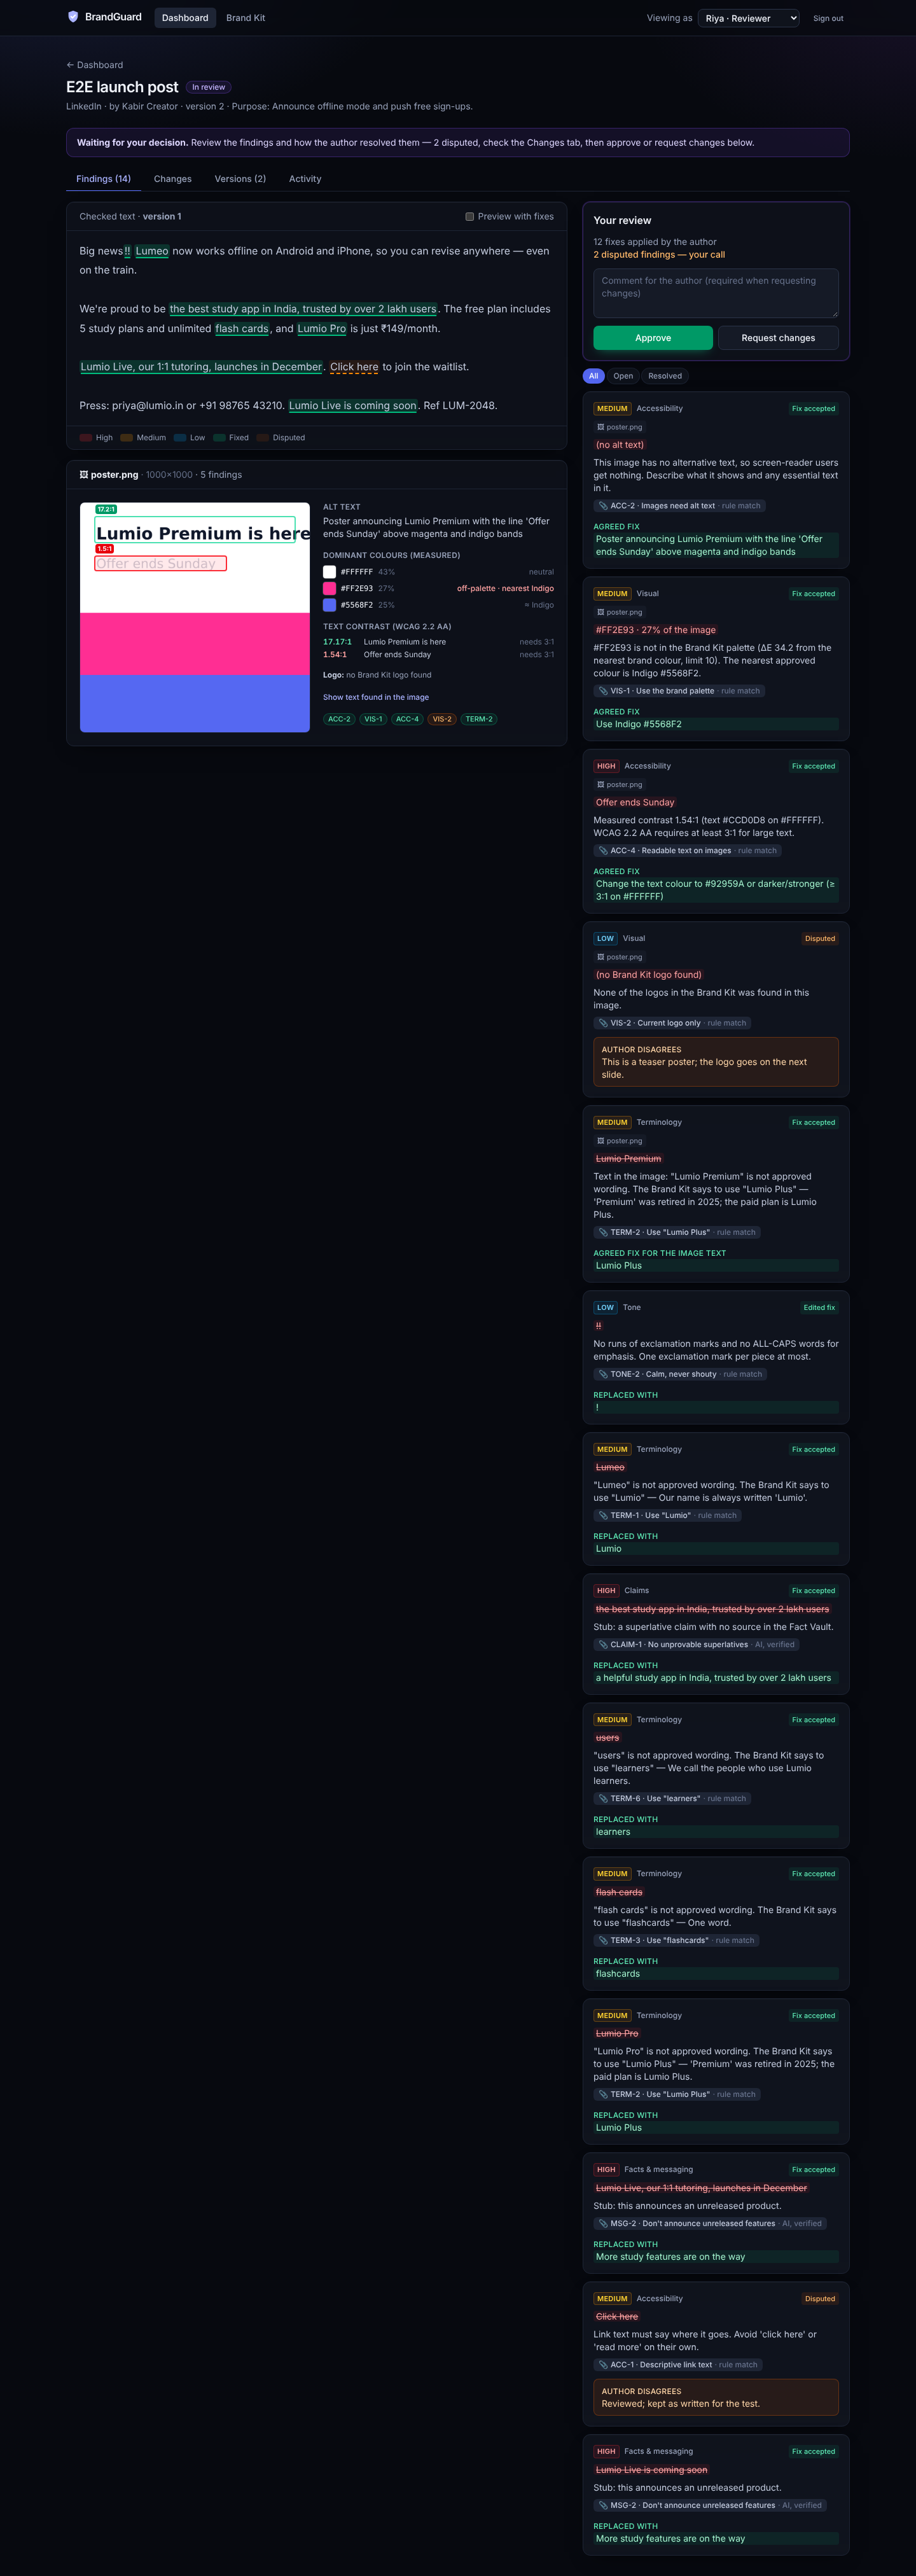 BrandGuard
Dashboard
Brand Kit
Viewing as
Riya · Reviewer
Sign out
← Dashboard
E2E launch post
In review
LinkedIn · by Kabir Creator · version 2 · Purpose: Announce offline mode and push free sign-ups.
Waiting for your decision. Review the findings and how the author resolved them — 2 disputed, check the Changes tab, then approve or request changes below.
Findings (14)
Changes
Versions (2)
Activity
Checked text · version 1
Preview with fixes
Big news!! Lumeo now works offline on Android and iPhone, so you can revise anywhere — even
on the train.
We're proud to be the best study app in India, trusted by over 2 lakh users. The free plan includes
5 study plans and unlimited flash cards, and Lumio Pro is just ₹149/month.
Lumio Live, our 1:1 tutoring, launches in December. Click here to join the waitlist.
Press: priya@lumio.in or +91 98765 43210. Lumio Live is coming soon. Ref LUM-2048.
High
Medium
Low
Fixed
Disputed
poster.png · 1000×1000 · 5 findings
17.2:1
Lumio Premium is here
1.5:1
Offer ends Sunday
ALT TEXT
Poster announcing Lumio Premium with the line 'Offer
ends Sunday' above magenta and indigo bands
DOMINANT COLOURS (MEASURED)
#FFFFFF 43% neutral
#FF2E93 27% off-palette · nearest Indigo
#5568F2 25% ≈ Indigo
TEXT CONTRAST (WCAG 2.2 AA)
17.17:1 Lumio Premium is here needs 3:1
1.54:1 Offer ends Sunday needs 3:1
Logo: no Brand Kit logo found
Show text found in the image
ACC-2
VIS-1
ACC-4
VIS-2
TERM-2
Your review
12 fixes applied by the author
2 disputed findings — your call
Comment for the author (required when requesting
changes)
Approve
Request changes
All
Open
Resolved
MEDIUM Accessibility Fix accepted
poster.png
(no alt text)
This image has no alternative text, so screen-reader users
get nothing. Describe what it shows and any essential text
in it.
ACC-2 · Images need alt text · rule match
AGREED FIX
Poster announcing Lumio Premium with the line 'Offer
ends Sunday' above magenta and indigo bands
MEDIUM Visual Fix accepted
poster.png
#FF2E93 · 27% of the image
#FF2E93 is not in the Brand Kit palette (ΔE 34.2 from the
nearest brand colour, limit 10). The nearest approved
colour is Indigo #5568F2.
VIS-1 · Use the brand palette · rule match
AGREED FIX
Use Indigo #5568F2
HIGH Accessibility Fix accepted
poster.png
Offer ends Sunday
Measured contrast 1.54:1 (text #CCD0D8 on #FFFFFF).
WCAG 2.2 AA requires at least 3:1 for large text.
ACC-4 · Readable text on images · rule match
AGREED FIX
Change the text colour to #92959A or darker/stronger (≥
3:1 on #FFFFFF)
LOW Visual Disputed
poster.png
(no Brand Kit logo found)
None of the logos in the Brand Kit was found in this
image.
VIS-2 · Current logo only · rule match
AUTHOR DISAGREES
This is a teaser poster; the logo goes on the next
slide.
MEDIUM Terminology Fix accepted
poster.png
Lumio Premium
Text in the image: "Lumio Premium" is not approved
wording. The Brand Kit says to use "Lumio Plus" —
'Premium' was retired in 2025; the paid plan is Lumio
Plus.
TERM-2 · Use "Lumio Plus" · rule match
AGREED FIX FOR THE IMAGE TEXT
Lumio Plus
LOW Tone Edited fix
!!
No runs of exclamation marks and no ALL-CAPS words for
emphasis. One exclamation mark per piece at most.
TONE-2 · Calm, never shouty · rule match
REPLACED WITH
!
MEDIUM Terminology Fix accepted
Lumeo
"Lumeo" is not approved wording. The Brand Kit says to
use "Lumio" — Our name is always written 'Lumio'.
TERM-1 · Use "Lumio" · rule match
REPLACED WITH
Lumio
HIGH Claims Fix accepted
the best study app in India, trusted by over 2 lakh users
Stub: a superlative claim with no source in the Fact Vault.
CLAIM-1 · No unprovable superlatives · AI, verified
REPLACED WITH
a helpful study app in India, trusted by over 2 lakh users
MEDIUM Terminology Fix accepted
users
"users" is not approved wording. The Brand Kit says to
use "learners" — We call the people who use Lumio
learners.
TERM-6 · Use "learners" · rule match
REPLACED WITH
learners
MEDIUM Terminology Fix accepted
flash cards
"flash cards" is not approved wording. The Brand Kit says
to use "flashcards" — One word.
TERM-3 · Use "flashcards" · rule match
REPLACED WITH
flashcards
MEDIUM Terminology Fix accepted
Lumio Pro
"Lumio Pro" is not approved wording. The Brand Kit says
to use "Lumio Plus" — 'Premium' was retired in 2025; the
paid plan is Lumio Plus.
TERM-2 · Use "Lumio Plus" · rule match
REPLACED WITH
Lumio Plus
HIGH Facts & messaging Fix accepted
Lumio Live, our 1:1 tutoring, launches in December
Stub: this announces an unreleased product.
MSG-2 · Don't announce unreleased features · AI, verified
REPLACED WITH
More study features are on the way
MEDIUM Accessibility Disputed
Click here
Link text must say where it goes. Avoid 'click here' or
'read more' on their own.
ACC-1 · Descriptive link text · rule match
AUTHOR DISAGREES
Reviewed; kept as written for the test.
HIGH Facts & messaging Fix accepted
Lumio Live is coming soon
Stub: this announces an unreleased product.
MSG-2 · Don't announce unreleased features · AI, verified
REPLACED WITH
More study features are on the way